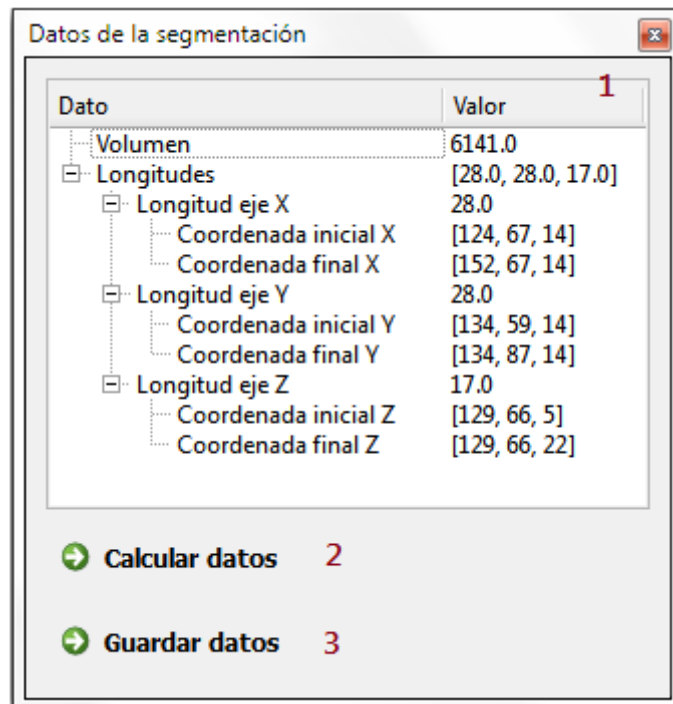 Datos de la segmentación
1
Dato Valor
Volumen 6141.0
Longitudes [28.0, 28.0, 17.0]
Longitud eje X 28.0
Coordenada inicial X [124, 67, 14]
Coordenada final X [152, 67, 14]
Longitud eje Y 28.0
Coordenada inicial Y [134, 59, 14]
Coordenada final Y [134, 87, 14]
Longitud eje Z 17.0
Coordenada inicial Z [129, 66, 5]
Coordenada final Z [129, 66, 22]
Calcular datos 2
Guardar datos 3